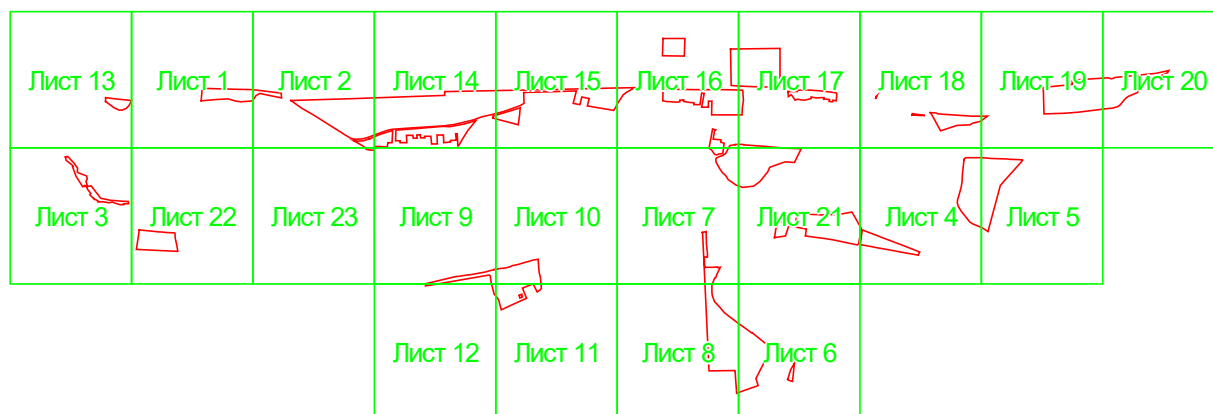 Лист 13
Лист 1
Лист 2
Лист 14
Лист 15
Лист 16
Лист 17
Лист 18
Лист 19
Лист 20
Лист 3
Лист 22
Лист 23
Лист 9
Лист 10
Лист 7
Лист 21
Лист 4
Лист 5
Лист 12
Лист 11
Лист 8
Лист 6